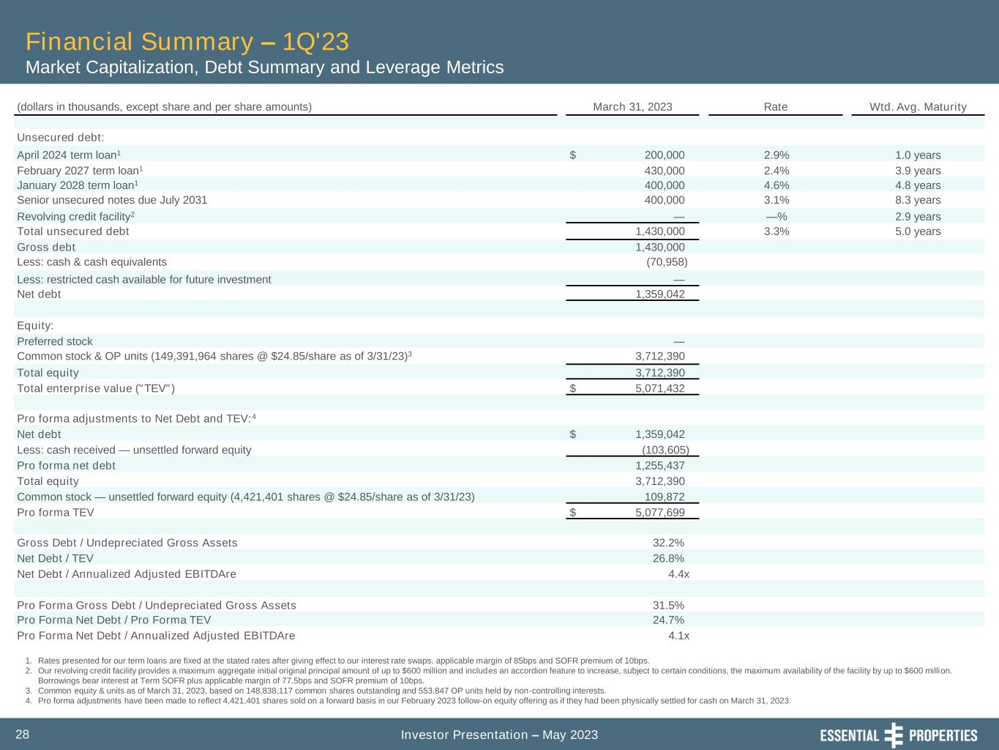 Financial Summary – 1Q'23
Market Capitalization, Debt Summary and Leverage Metrics
(dollars in thousands, except share and per share amounts) March 31, 2023 Rate Wtd. Avg. Maturity
Unsecured debt:
April 2024 term loan¹ $ 200,000 2.9% 1.0 years
February 2027 term loan¹ 430,000 2.4% 3.9 years
January 2028 term loan¹ 400,000 4.6% 4.8 years
Senior unsecured notes due July 2031 400,000 3.1% 8.3 years
Revolving credit facility² — —% 2.9 years
Total unsecured debt 1,430,000 3.3% 5.0 years
Gross debt 1,430,000
Less: cash & cash equivalents (70,958)
Less: restricted cash available for future investment —
Net debt 1,359,042
Equity:
Preferred stock —
Common stock & OP units (149,391,964 shares @ $24.85/share as of 3/31/23)³ 3,712,390
Total equity 3,712,390
Total enterprise value ("TEV") $ 5,071,432
Pro forma adjustments to Net Debt and TEV:⁴
Net debt $ 1,359,042
Less: cash received — unsettled forward equity (103,605)
Pro forma net debt 1,255,437
Total equity 3,712,390
Common stock — unsettled forward equity (4,421,401 shares @ $24.85/share as of 3/31/23) 109,872
Pro forma TEV $ 5,077,699
Gross Debt / Undepreciated Gross Assets 32.2%
Net Debt / TEV 26.8%
Net Debt / Annualized Adjusted EBITDAre 4.4x
Pro Forma Gross Debt / Undepreciated Gross Assets 31.5%
Pro Forma Net Debt / Pro Forma TEV 24.7%
Pro Forma Net Debt / Annualized Adjusted EBITDAre 4.1x
1. Rates presented for our term loans are fixed at the stated rates after giving effect to our interest rate swaps, applicable margin of 85bps and SOFR premium of 10bps.
2. Our revolving credit facility provides a maximum aggregate initial original principal amount of up to $600 million and includes an accordion feature to increase, subject to certain conditions, the maximum availability of the facility by up to $600 million.
Borrowings bear interest at Term SOFR plus applicable margin of 77.5bps and SOFR premium of 10bps.
3. Common equity & units as of March 31, 2023, based on 148,838,117 common shares outstanding and 553,847 OP units held by non-controlling interests.
4. Pro forma adjustments have been made to reflect 4,421,401 shares sold on a forward basis in our February 2023 follow-on equity offering as if they had been physically settled for cash on March 31, 2023.
28 Investor Presentation – May 2023 ESSENTIAL PROPERTIES